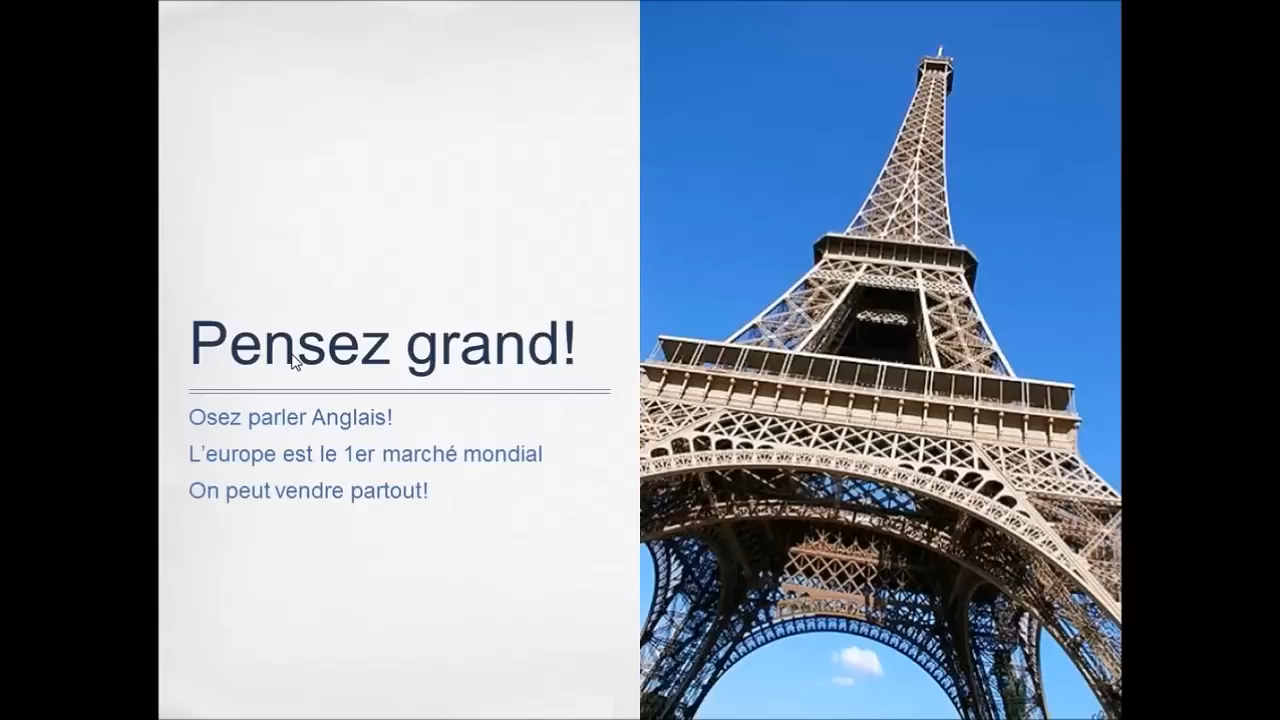 Pensez grand!
Osez parler Anglais!
L’europe est le 1er marché mondial
On peut vendre partout!